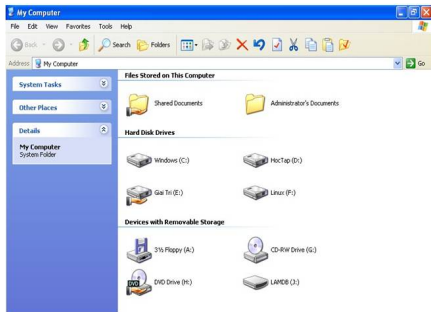 My Computer
File Edit View Favorites Tools Help
Back Search Folders
Address My Computer Go
System Tasks
Other Places
Details
My Computer
System Folder
Files Stored on This Computer
Shared Documents Administrator's Documents
Hard Disk Drives
Windows (C:) HocTap (D:)
Giai Tri (E:) Linux (F:)
Devices with Removable Storage
3½ Floppy (A:) CD-RW Drive (G:)
DVD Drive (H:) LAMDB (J:)